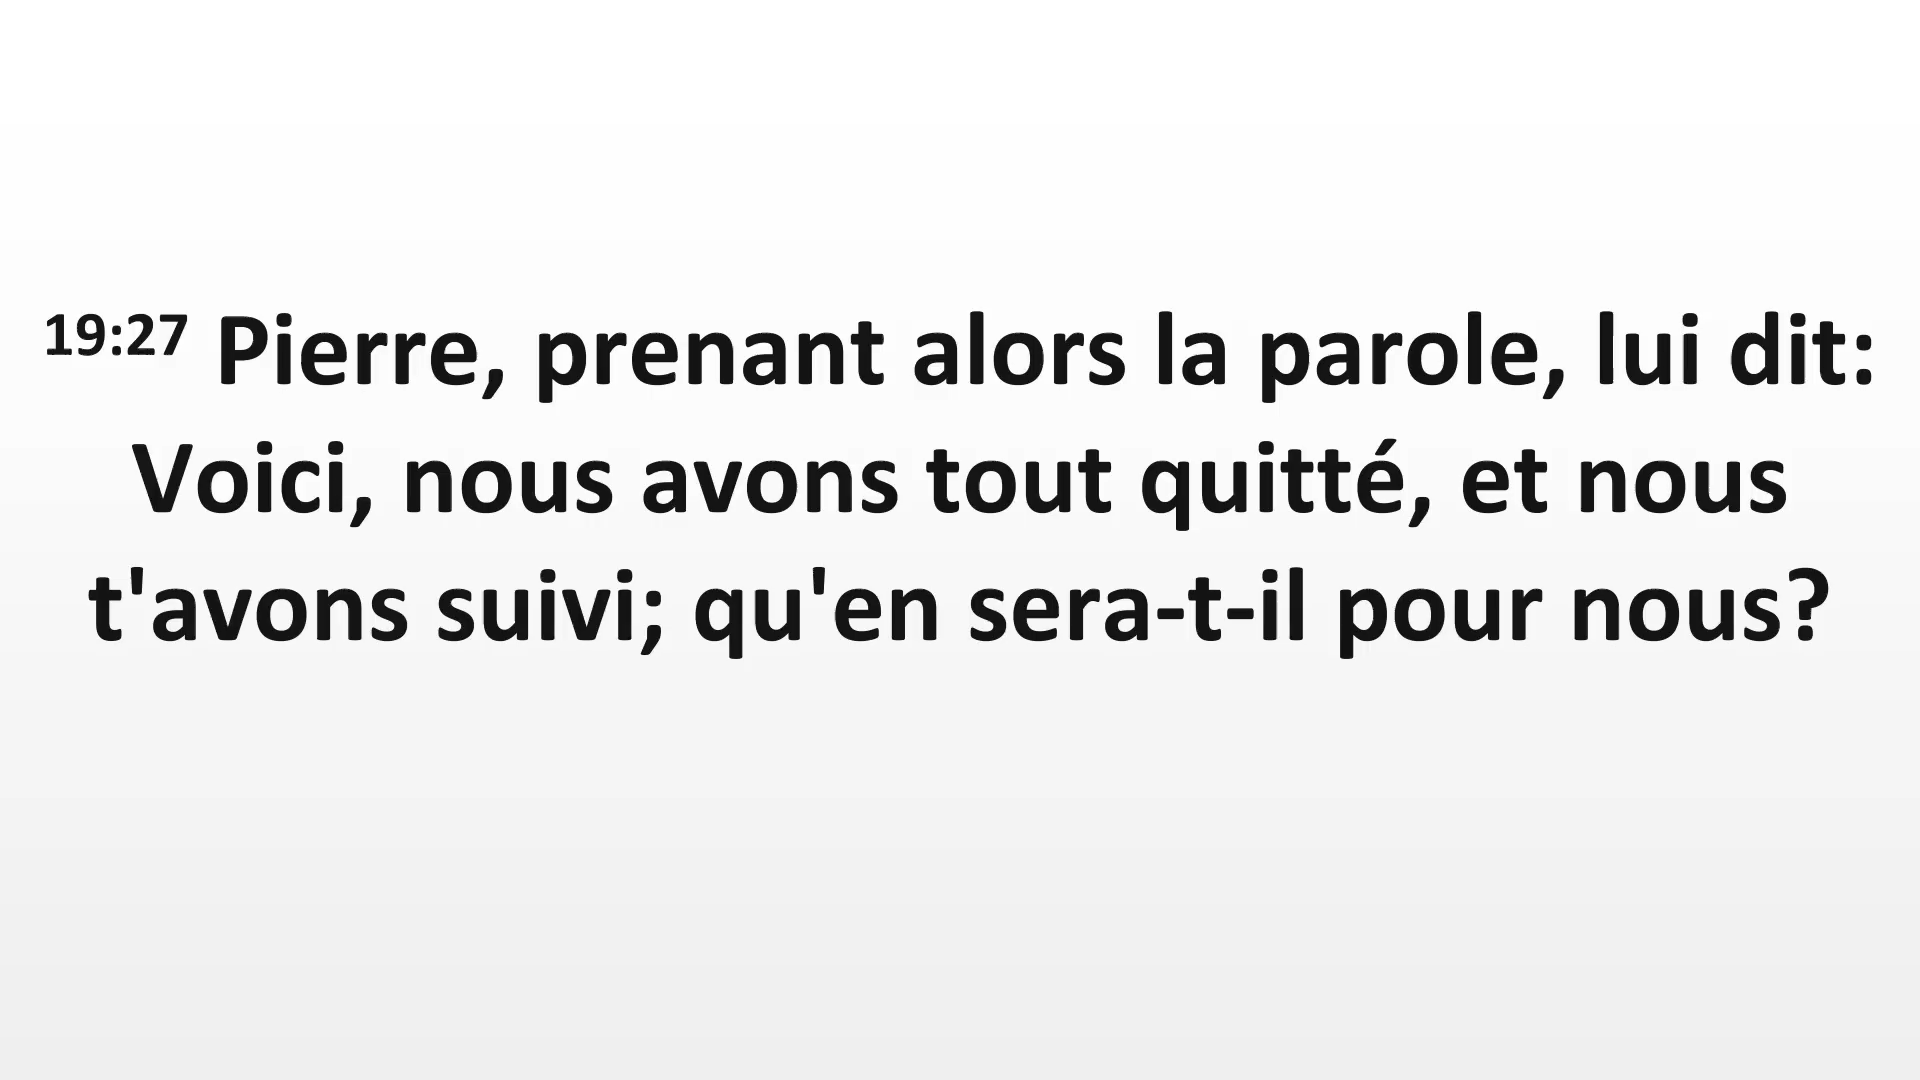 19:27 Pierre, prenant alors la parole, lui dit:
Voici, nous avons tout quitté, et nous
t'avons suivi; qu'en sera-t-il pour nous?